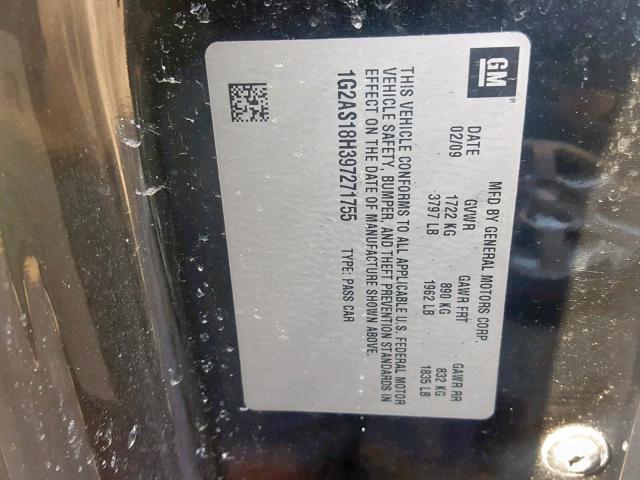 GM
MFD BY GENERAL MOTORS CORP.
DATE GVWR GAWR FRT GAWR RR
02/09 1722 KG 890 KG 832 KG
3797 LB 1962 LB 1835 LB
THIS VEHICLE CONFORMS TO ALL APPLICABLE U.S. FEDERAL MOTOR
VEHICLE SAFETY, BUMPER, AND THEFT PREVENTION STANDARDS IN
EFFECT ON THE DATE OF MANUFACTURE SHOWN ABOVE.
1G2AS18H397271755 TYPE: PASS CAR